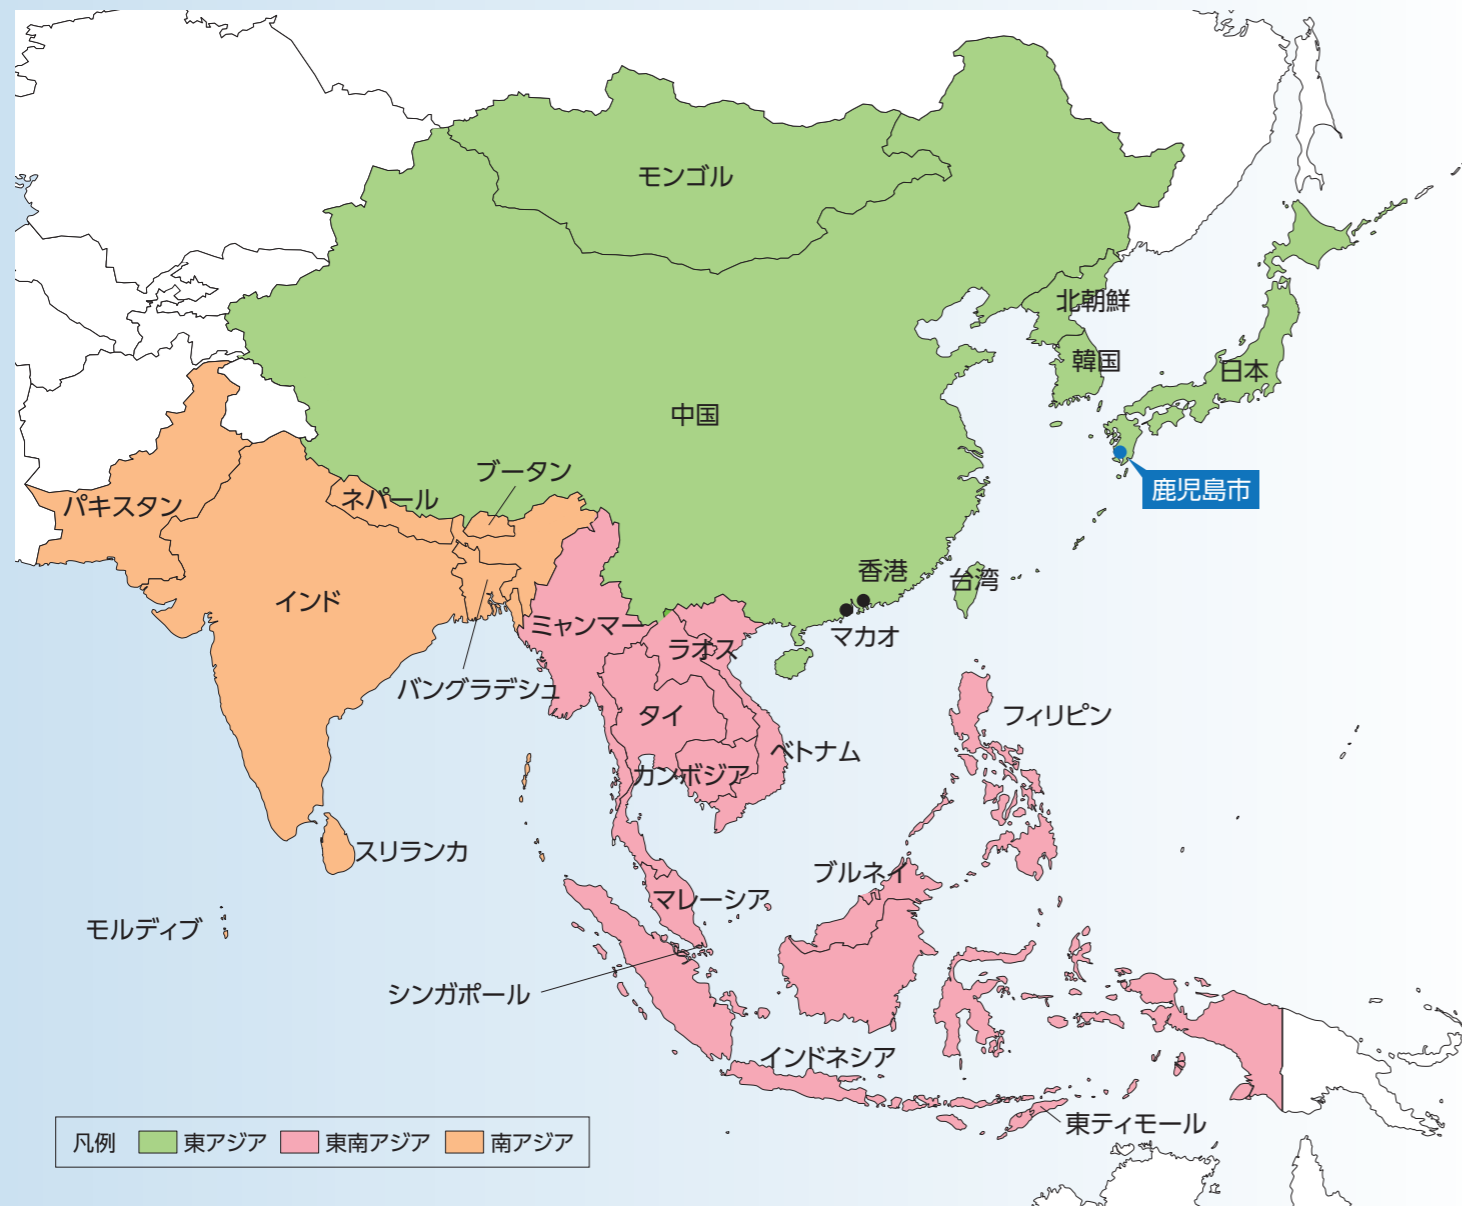 モンゴル
北朝鮮
韓国
日本
中国
鹿児島市
ブータン
ネパール
パキスタン
インド
香港
台湾
マカオ
ミャンマー
ラオス
バングラデシュ
タイ
フィリピン
ベトナム
カンボジア
スリランカ
ブルネイ
マレーシア
モルディブ
シンガポール
インドネシア
東ティモール
凡例 東アジア 東南アジア 南アジア